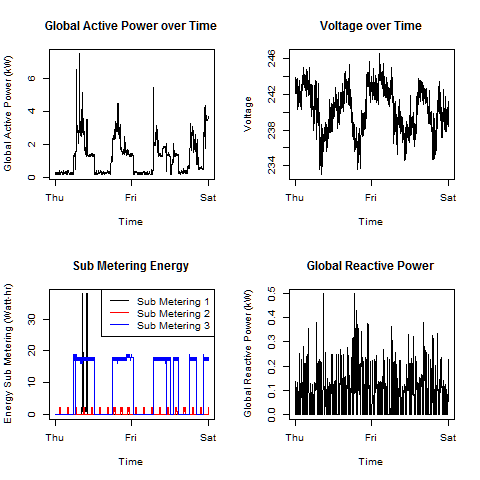 Global Active Power over Time
Global Active Power (kW)
0 2 4 6
Thu Fri Sat
Time
Voltage over Time
Voltage
234 238 242 246
Thu Fri Sat
Time
Sub Metering Energy
Energy Sub Metering (Watt-hr)
0 10 20 30
Sub Metering 1
Sub Metering 2
Sub Metering 3
Thu Fri Sat
Time
Global Reactive Power
Global Reactive Power (kW)
0.0 0.1 0.2 0.3 0.4 0.5
Thu Fri Sat
Time